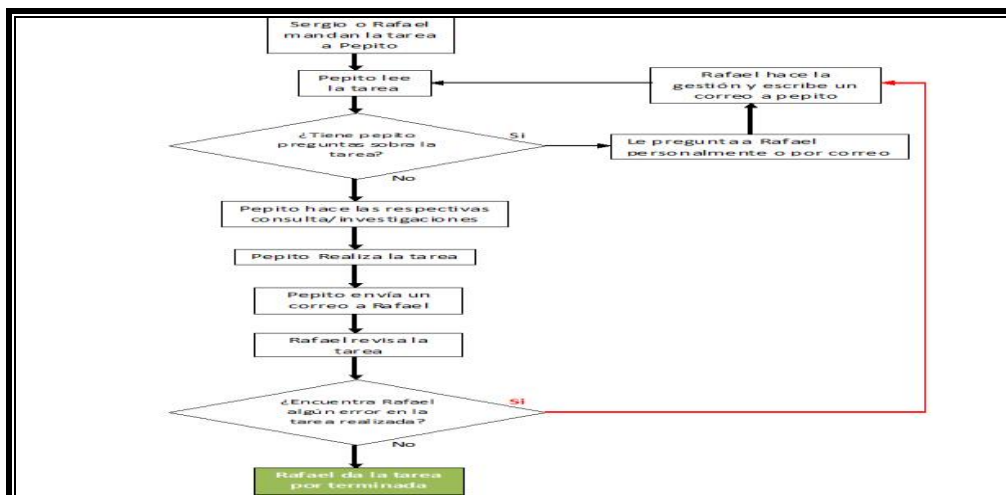 Sergio o Rafael
mandan la tarea
a Pepito
Pepito lee
la tarea
Rafael hace la
gestión y escribe un
correo a pepito
¿Tiene pepito
preguntas sobra la
tarea?
Si
Le pregunta a Rafael
personalmente o por correo
No
Pepito hace las respectivas
consulta/investigaciones
Pepito Realiza la tarea
Pepito envía un
correo a Rafael
Rafael revisa la
tarea
¿Encuentra Rafael
algún error en la
tarea realizada?
Si
No
Rafael da la tarea
por terminada